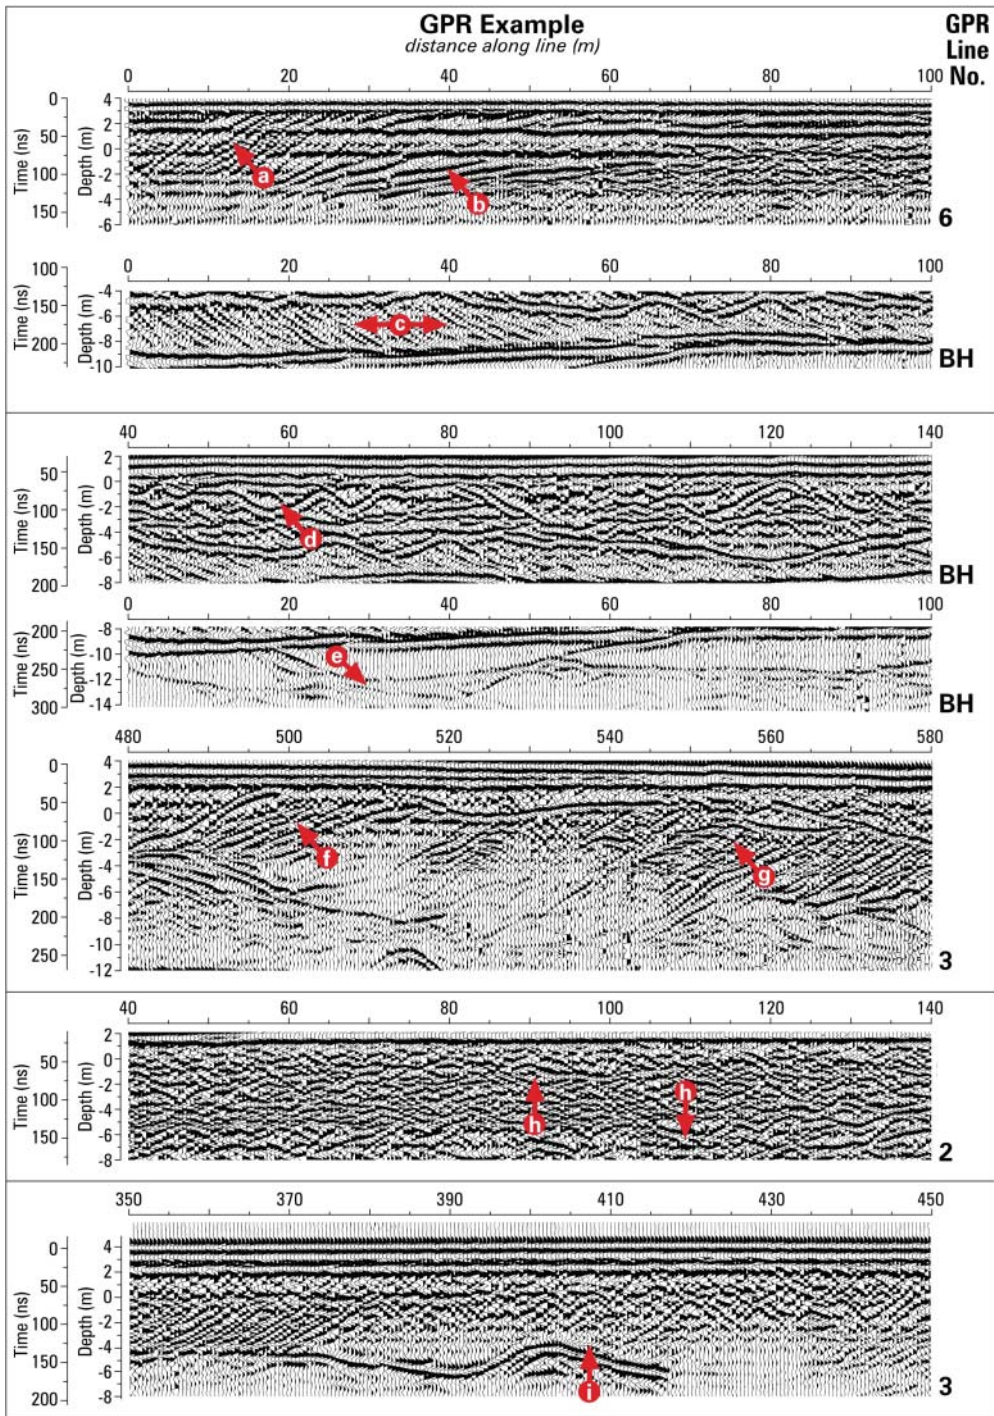 GPR Example
distance along line (m)
GPR
Line
No.
0 20 40 60 80 100
Time (ns)
0
50
100
150
Depth (m)
4
2
0
-2
-4
-6
a
b
6
0 20 40 60 80 100
Time (ns)
100
150
200
Depth (m)
-4
-6
-8
-10
c
BH
40 60 80 100 120 140
Time (ns)
50
100
150
200
Depth (m)
2
0
-2
-4
-6
-8
d
BH
0 20 40 60 80 100
Time (ns)
200
250
300
Depth (m)
-8
-10
-12
-14
e
BH
480 500 520 540 560 580
Time (ns)
0
50
100
150
200
250
Depth (m)
4
2
0
-2
-4
-6
-8
-10
-12
f
g
3
40 60 80 100 120 140
Time (ns)
50
100
150
Depth (m)
2
0
-2
-4
-6
-8
h
h
2
350 370 390 410 430 450
Time (ns)
0
50
100
150
200
Depth (m)
4
2
0
-2
-4
-6
-8
i
3